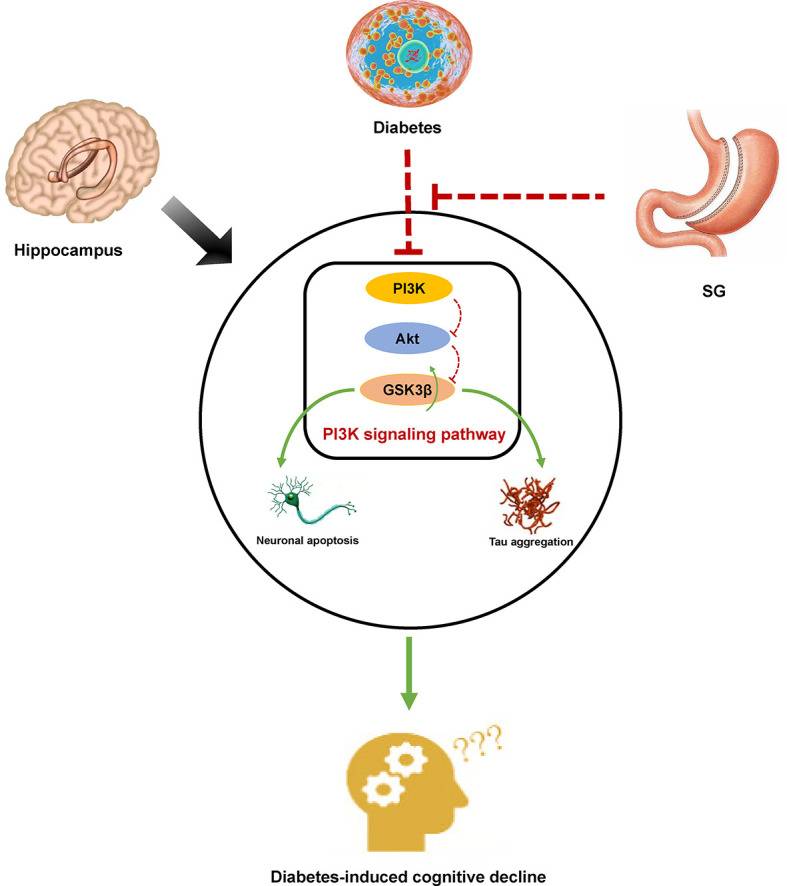 Diabetes
Hippocampus
SG
PI3K
Akt
GSK3β
PI3K signaling pathway
Neuronal apoptosis
Tau aggregation
???
Diabetes-induced cognitive decline